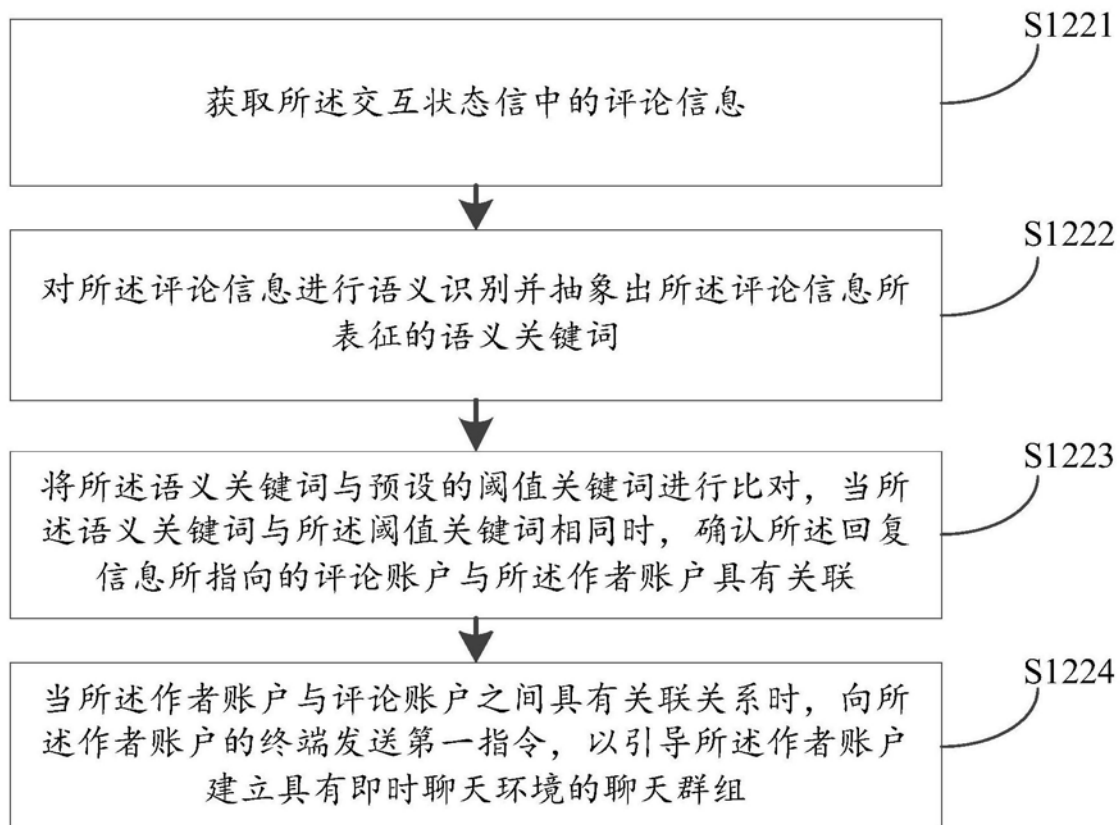 S1221
获取所述交互状态信中的评论信息
S1222
对所述评论信息进行语义识别并抽象出所述评论信息所
表征的语义关键词
S1223
将所述语义关键词与预设的阈值关键词进行比对，当所
述语义关键词与所述阈值关键词相同时，确认所述回复
信息所指向的评论账户与所述作者账户具有关联
S1224
当所述作者账户与评论账户之间具有关联关系时，向所
述作者账户的终端发送第一指令，以引导所述作者账户
建立具有即时聊天环境的聊天群组